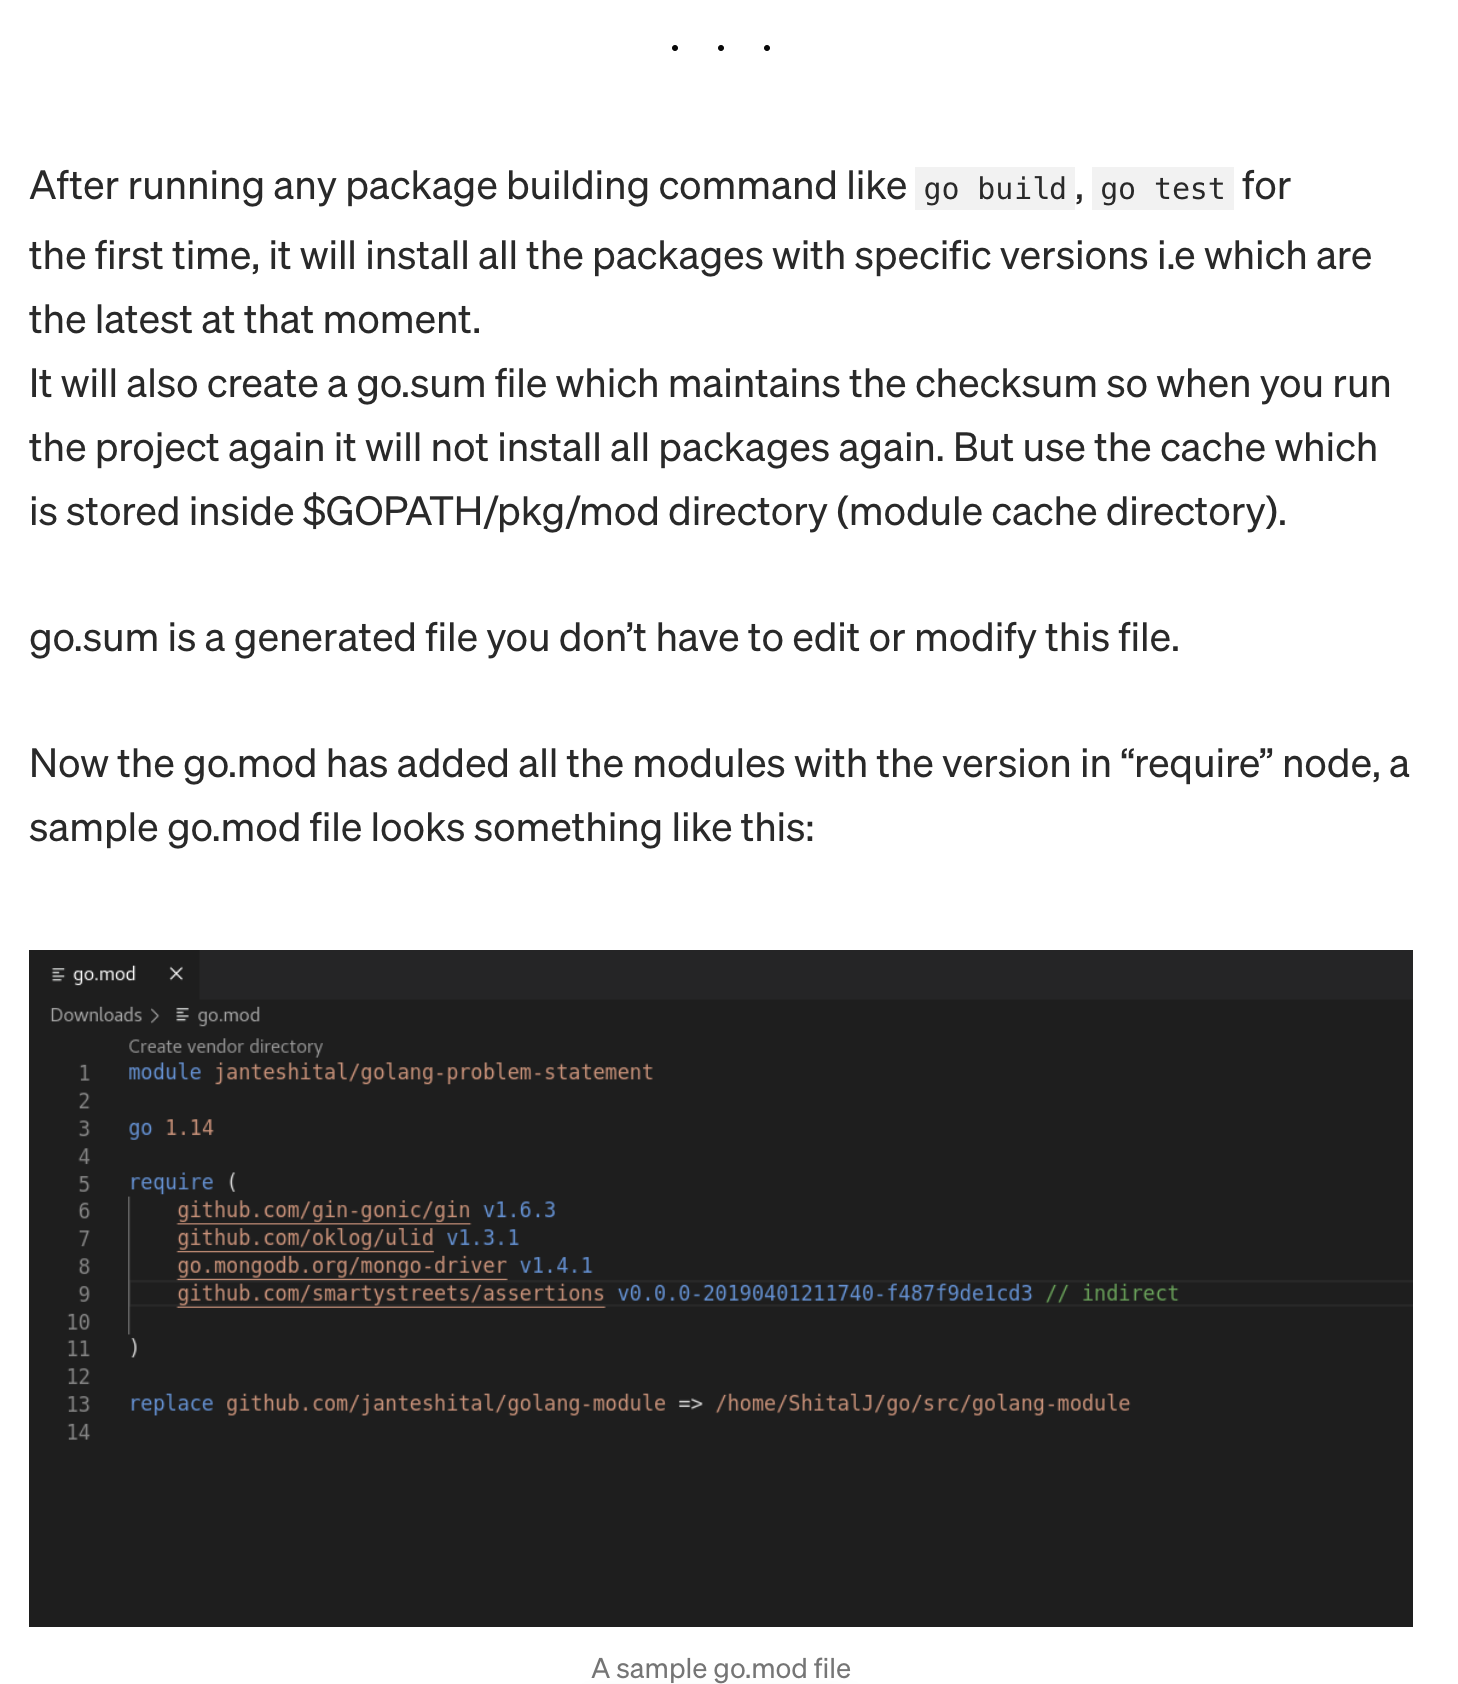 . . .
After running any package building command like go build, go test for
the first time, it will install all the packages with specific versions i.e which are
the latest at that moment.
It will also create a go.sum file which maintains the checksum so when you run
the project again it will not install all packages again. But use the cache which
is stored inside $GOPATH/pkg/mod directory (module cache directory).
go.sum is a generated file you don’t have to edit or modify this file.
Now the go.mod has added all the modules with the version in “require” node, a
sample go.mod file looks something like this:
go.mod
Downloads > go.mod
Create vendor directory
1 module janteshital/golang-problem-statement
2
3 go 1.14
4
5 require (
6 github.com/gin-gonic/gin v1.6.3
7 github.com/oklog/ulid v1.3.1
8 go.mongodb.org/mongo-driver v1.4.1
9 github.com/smartystreets/assertions v0.0.0-20190401211740-f487f9de1cd3 // indirect
10
11 )
12
13 replace github.com/janteshital/golang-module => /home/ShitalJ/go/src/golang-module
14
A sample go.mod file